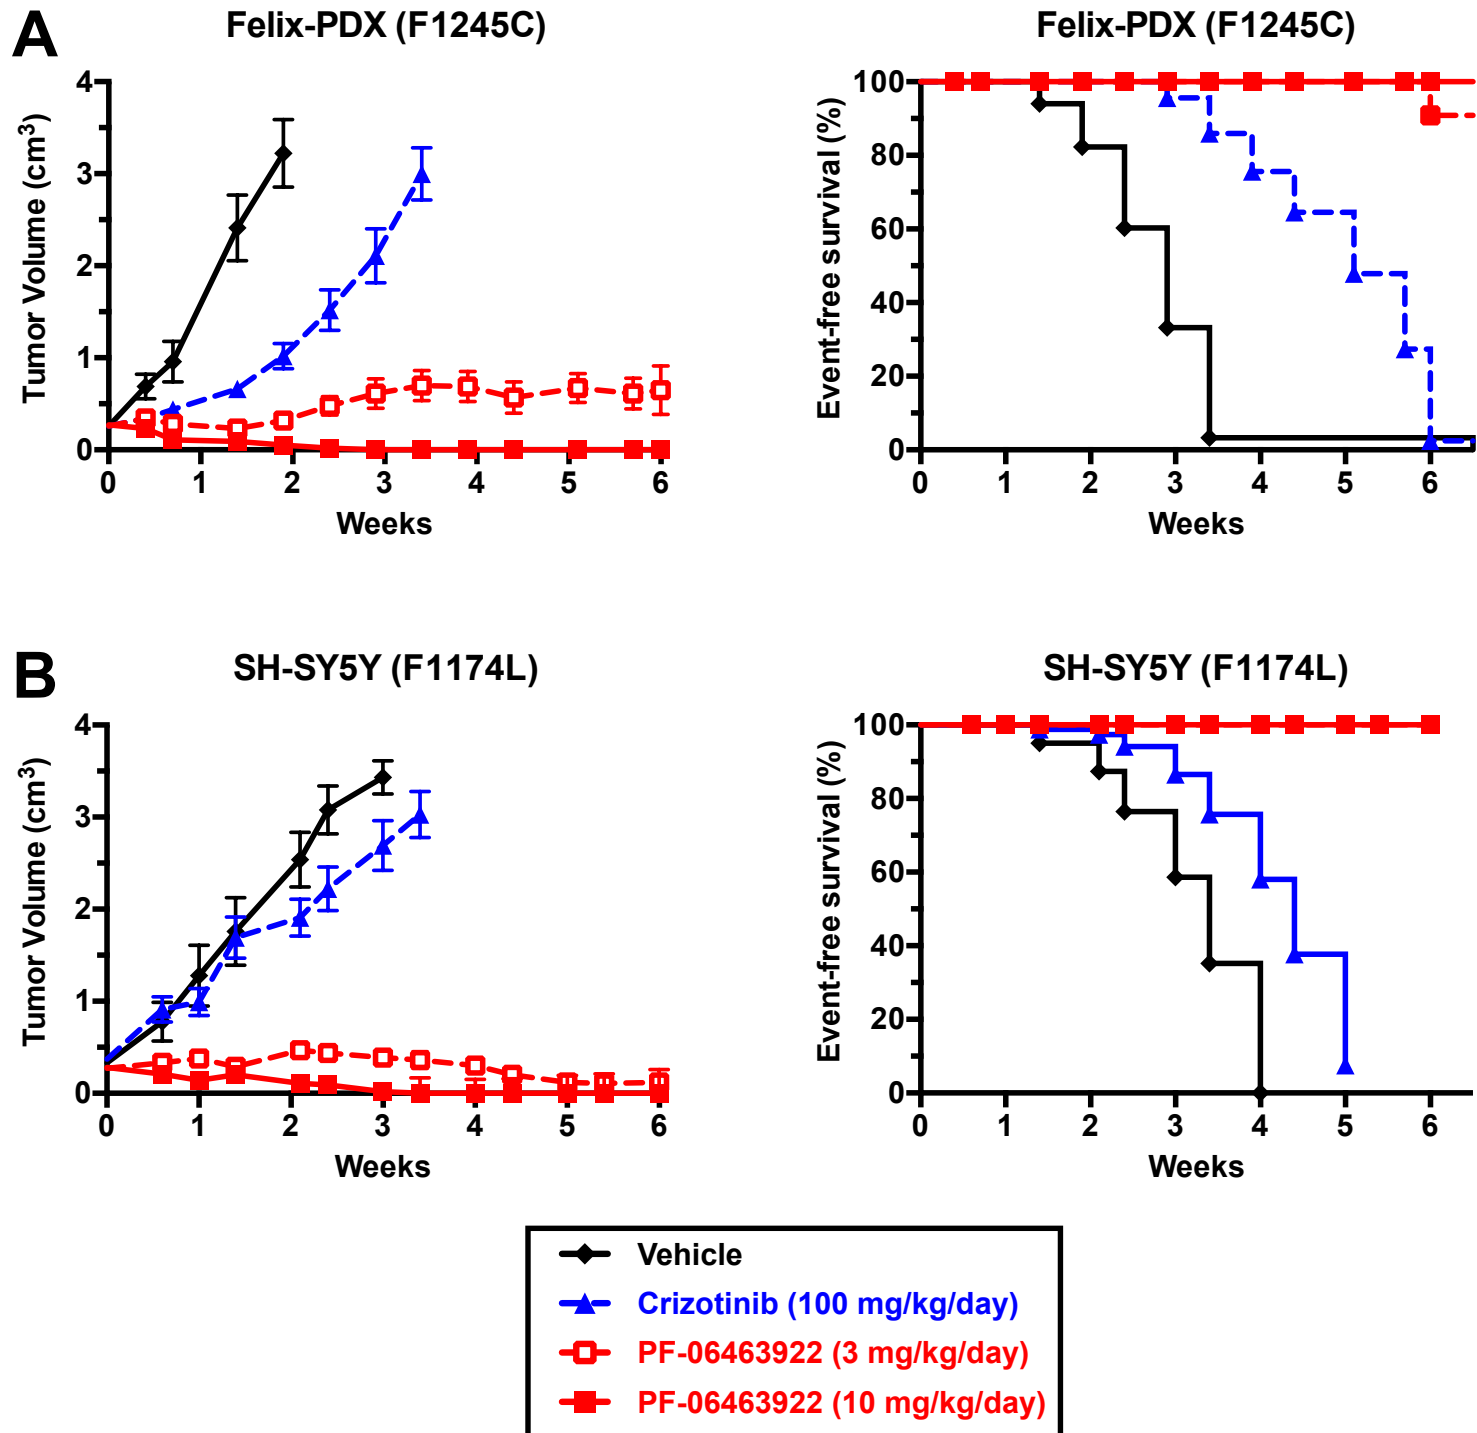 A
Felix-PDX (F1245C)
Tumor Volume (cm³)
4
3
2
1
0
0 1 2 3 4 5 6
Weeks
Felix-PDX (F1245C)
Event-free survival (%)
100
80
60
40
20
0
0 1 2 3 4 5 6
Weeks
B
SH-SY5Y (F1174L)
Tumor Volume (cm³)
4
3
2
1
0
0 1 2 3 4 5 6
Weeks
SH-SY5Y (F1174L)
Event-free survival (%)
100
80
60
40
20
0
0 1 2 3 4 5 6
Weeks
Vehicle
Crizotinib (100 mg/kg/day)
PF-06463922 (3 mg/kg/day)
PF-06463922 (10 mg/kg/day)